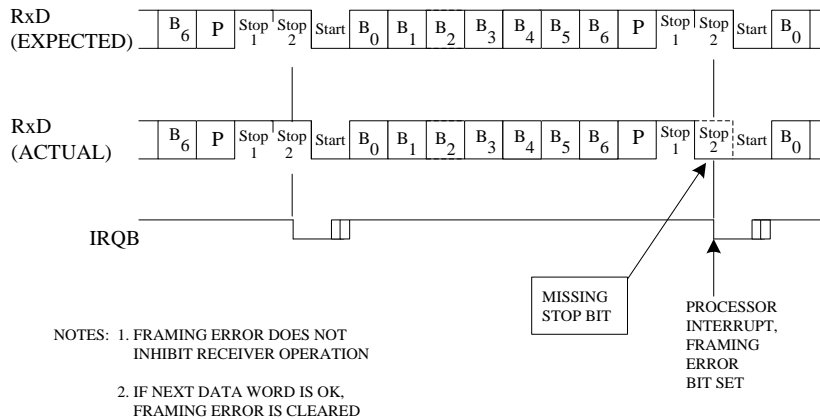 RxD
(EXPECTED)
B6 P Stop 1 Stop 2 Start B0 B1 B2 B3 B4 B5 B6 P Stop 1 Stop 2 Start B0
RxD
(ACTUAL)
B6 P Stop 1 Stop 2 Start B0 B1 B2 B3 B4 B5 B6 P Stop 1 Stop 2 Start B0
IRQB
MISSING
STOP BIT
PROCESSOR
INTERRUPT,
FRAMING
ERROR
BIT SET
NOTES: 1. FRAMING ERROR DOES NOT
INHIBIT RECEIVER OPERATION
2. IF NEXT DATA WORD IS OK,
FRAMING ERROR IS CLEARED